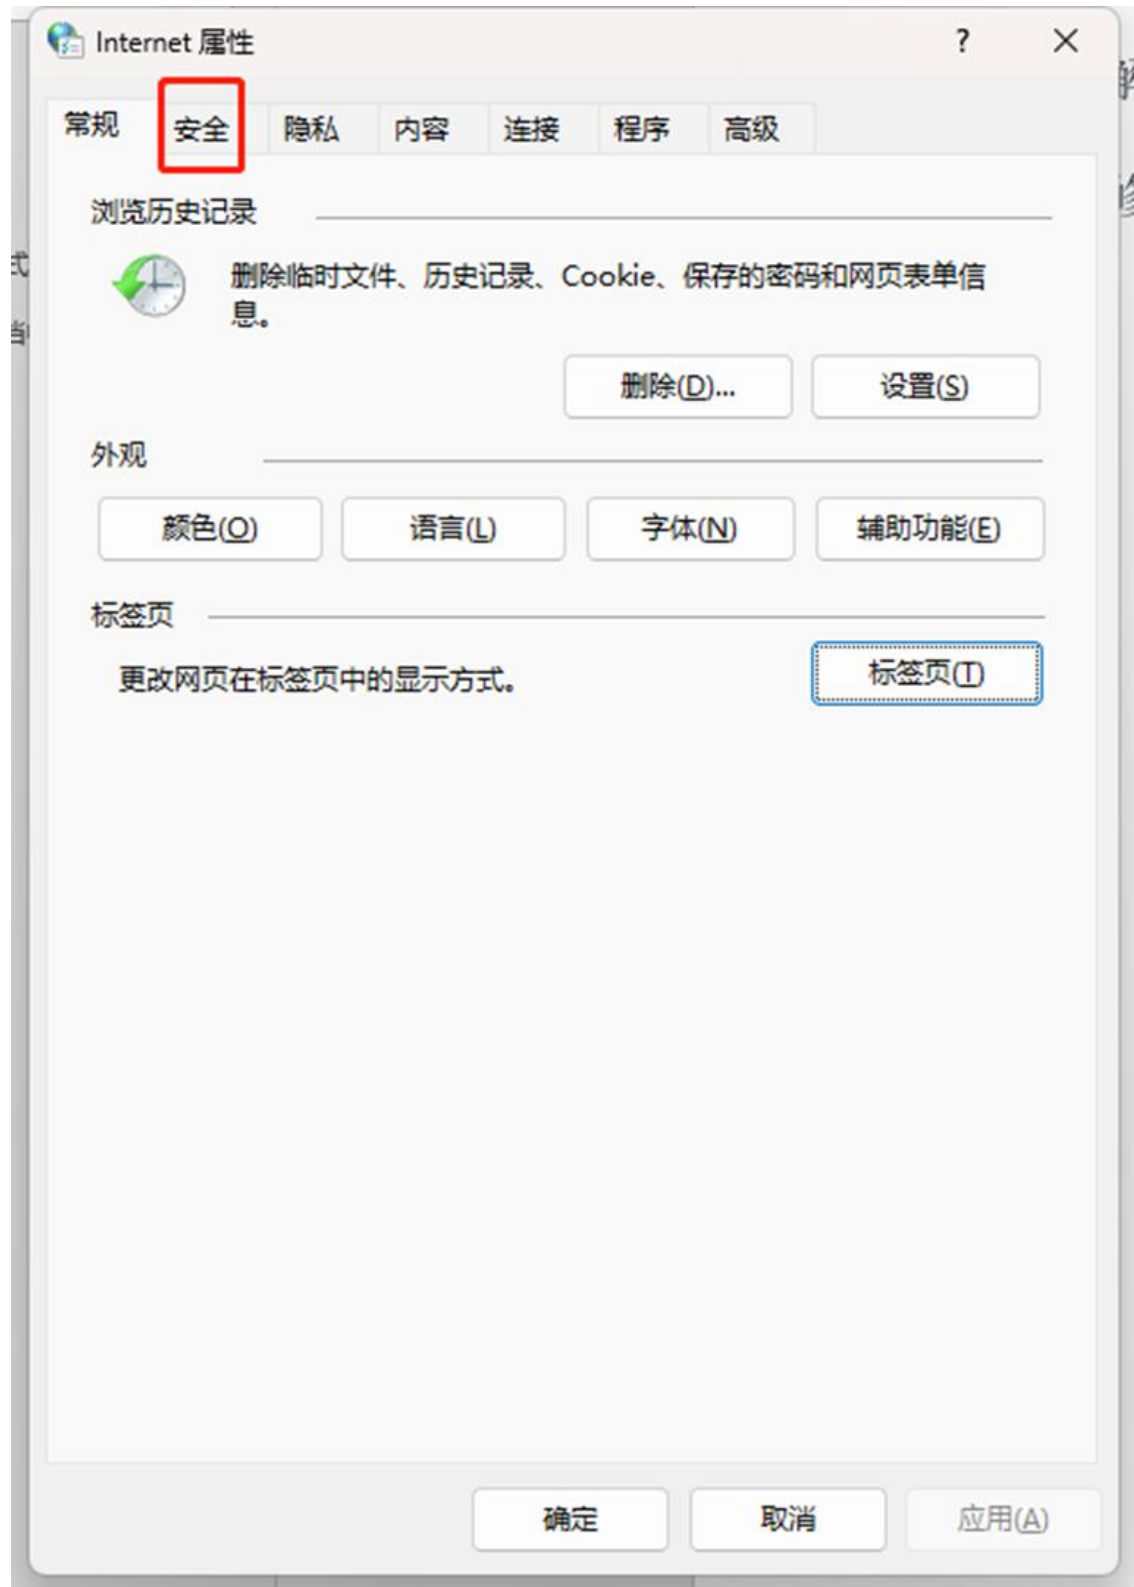 Internet 属性
?
常规
安全
隐私
内容
连接
程序
高级
浏览历史记录
删除临时文件、历史记录、Cookie、保存的密码和网页表单信
息。
删除(D)...
设置(S)
外观
颜色(O)
语言(L)
字体(N)
辅助功能(E)
标签页
更改网页在标签页中的显示方式。
标签页(T)
确定
取消
应用(A)